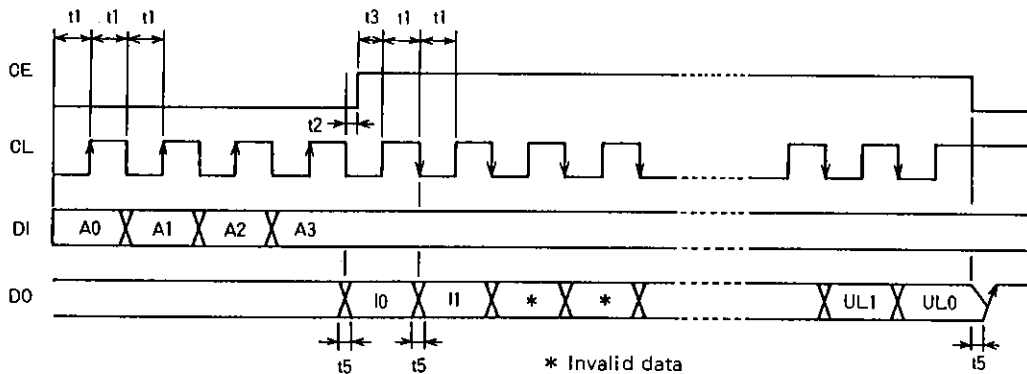 t1 t1 t1 t3 t1 t1
CE
t2
CL
DI A0 A1 A2 A3
DO I0 I1 * * UL1 UL0
t5 t5 t5
* Invalid data